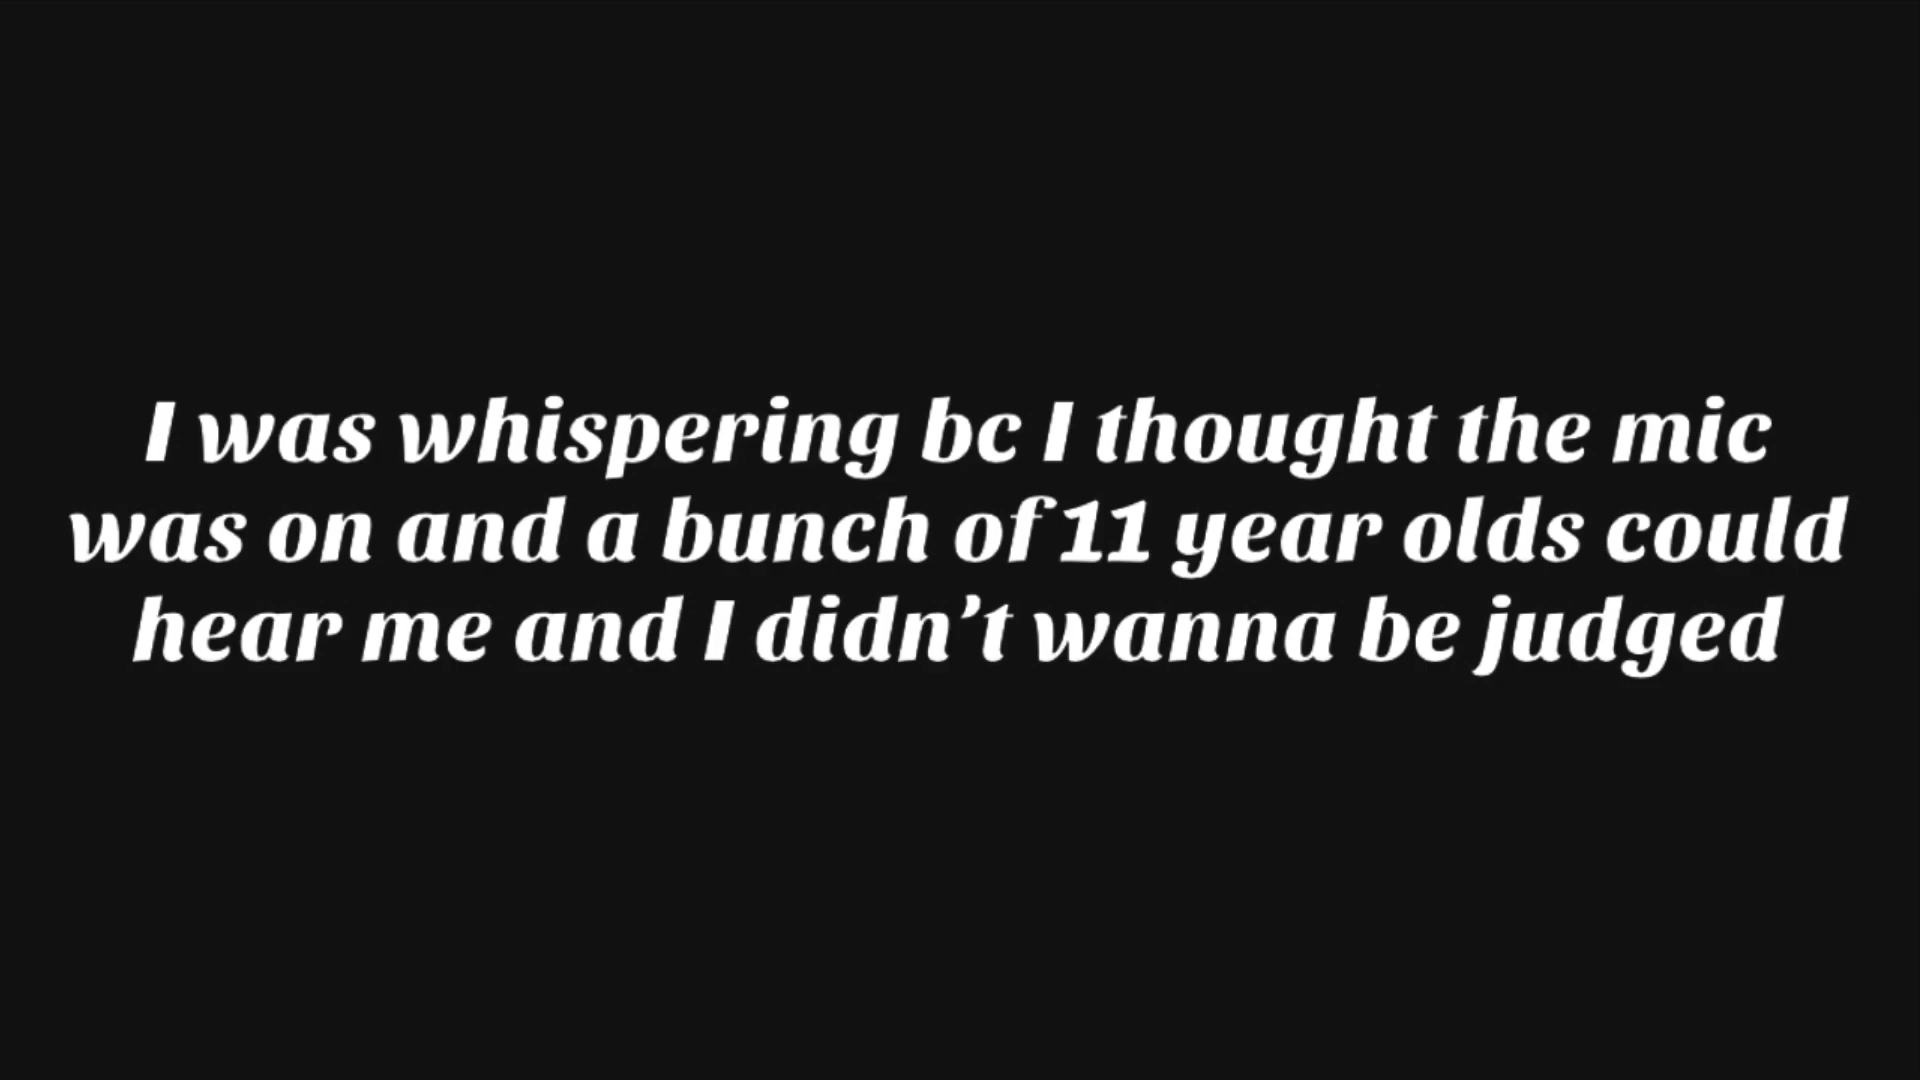 I was whispering bc I thought the mic
was on and a bunch of 11 year olds could
hear me and I didn’t wanna be judged